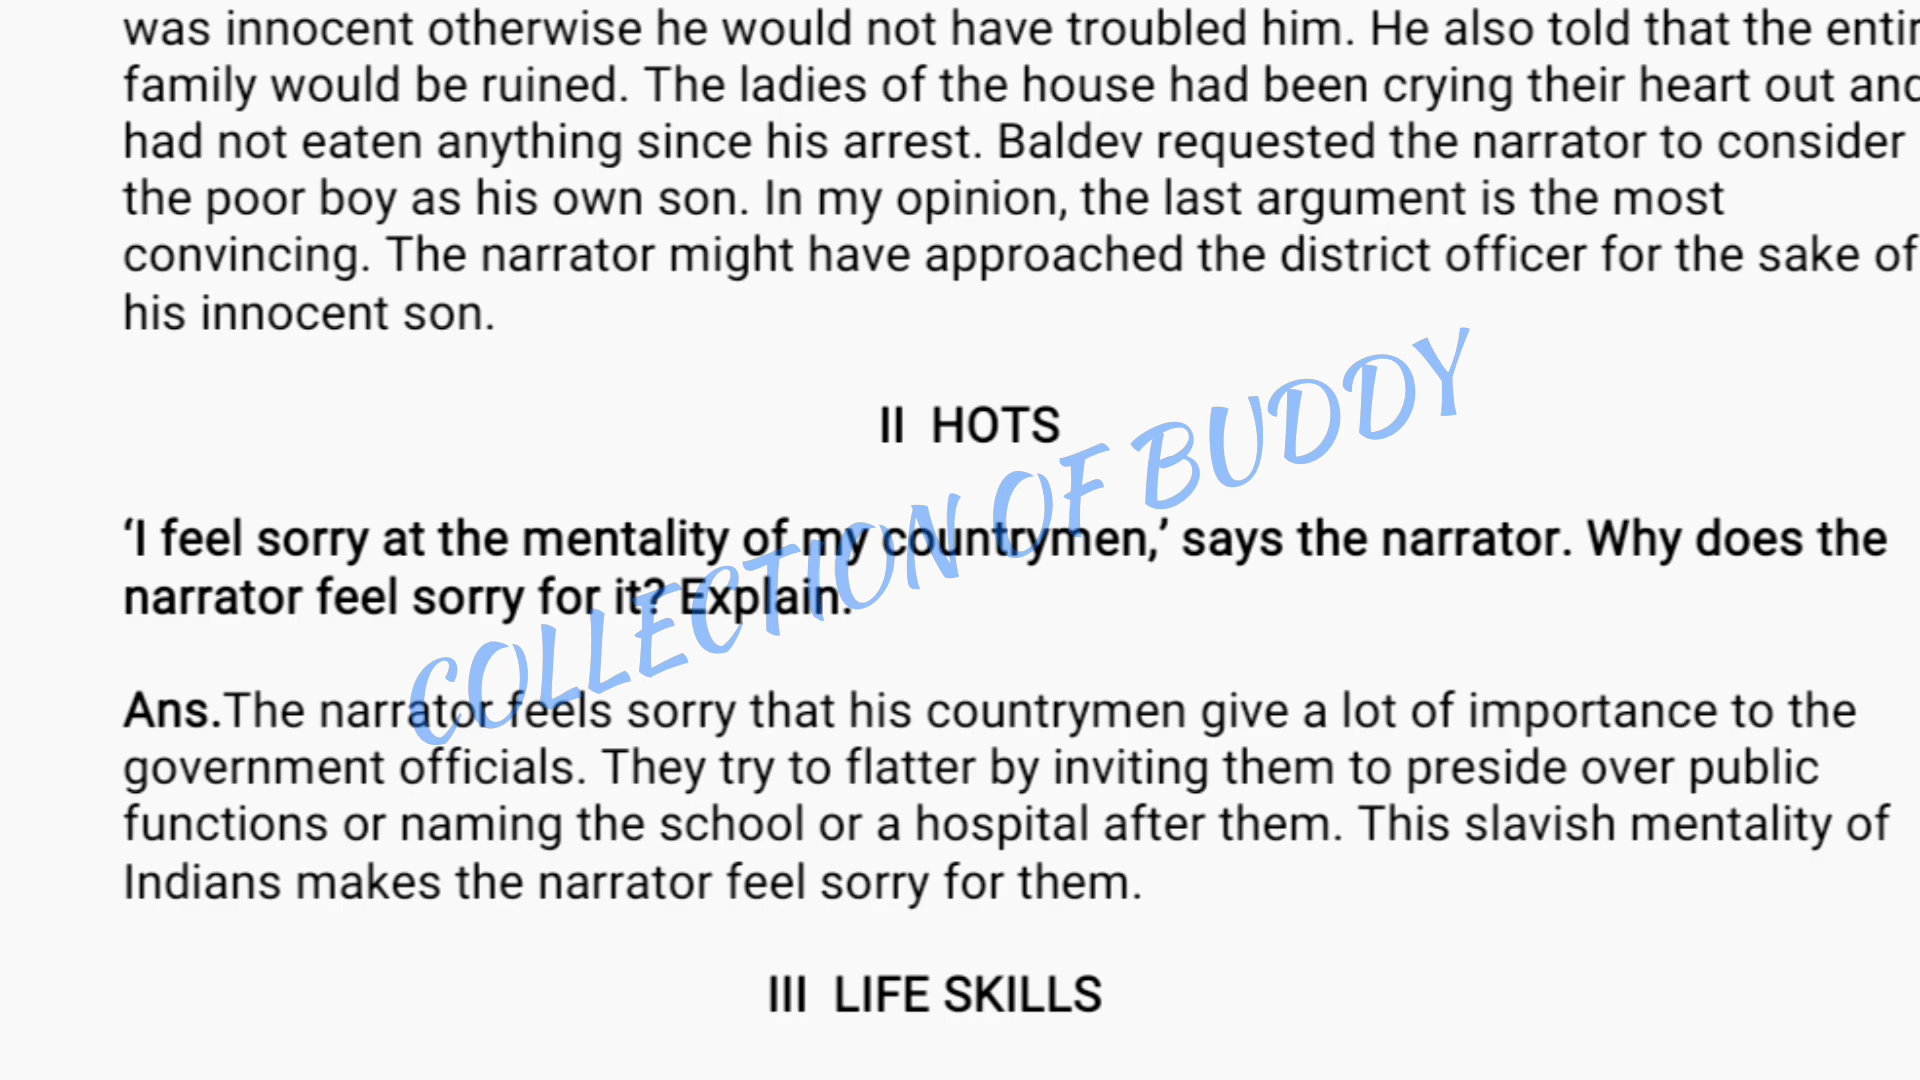 was innocent otherwise he would not have troubled him. He also told that the entir
family would be ruined. The ladies of the house had been crying their heart out and
had not eaten anything since his arrest. Baldev requested the narrator to consider
the poor boy as his own son. In my opinion, the last argument is the most
convincing. The narrator might have approached the district officer for the sake of
his innocent son.
II HOTS
‘I feel sorry at the mentality of my countrymen,’ says the narrator. Why does the
narrator feel sorry for it? Explain.
COLLECTION OF BUDDY
Ans.The narrator feels sorry that his countrymen give a lot of importance to the
government officials. They try to flatter by inviting them to preside over public
functions or naming the school or a hospital after them. This slavish mentality of
Indians makes the narrator feel sorry for them.
III LIFE SKILLS